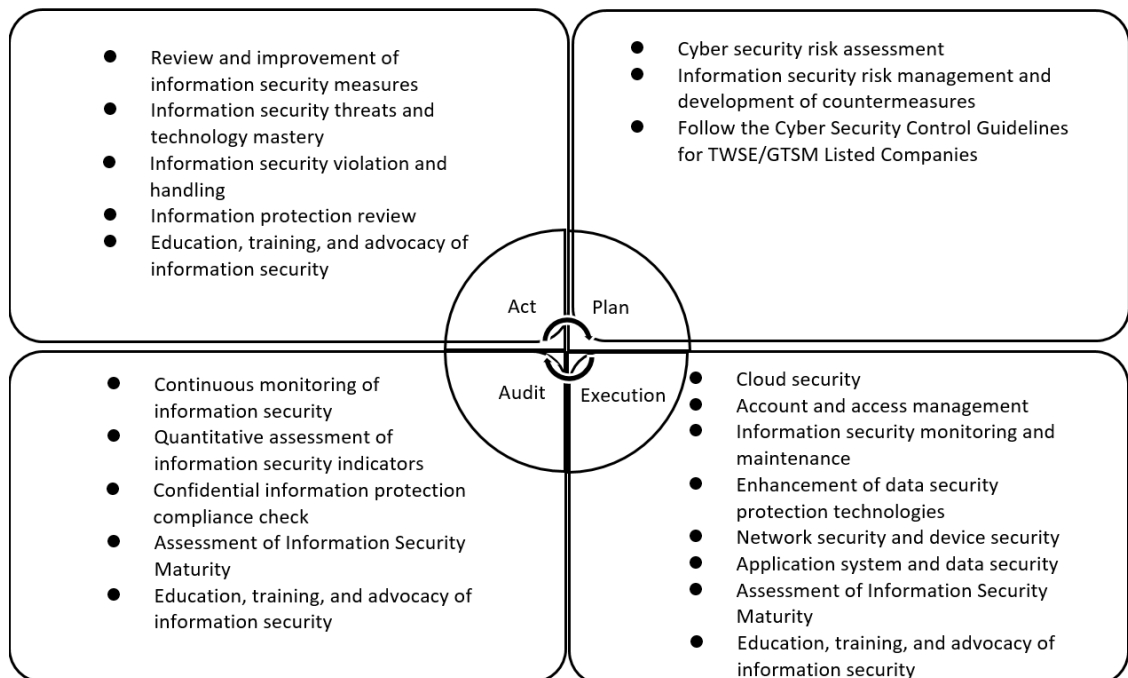 ● Review and improvement of
information security measures
● Information security threats and
technology mastery
● Information security violation and
handling
● Information protection review
● Education, training, and advocacy of
information security
● Cyber security risk assessment
● Information security risk management and
development of countermeasures
● Follow the Cyber Security Control Guidelines
for TWSE/GTSM Listed Companies
Act
Plan
Audit
Execution
● Continuous monitoring of
information security
● Quantitative assessment of
information security indicators
● Confidential information protection
compliance check
● Assessment of Information Security
Maturity
● Education, training, and advocacy of
information security
● Cloud security
● Account and access management
● Information security monitoring and
maintenance
● Enhancement of data security
protection technologies
● Network security and device security
● Application system and data security
● Assessment of Information Security
Maturity
● Education, training, and advocacy of
information security